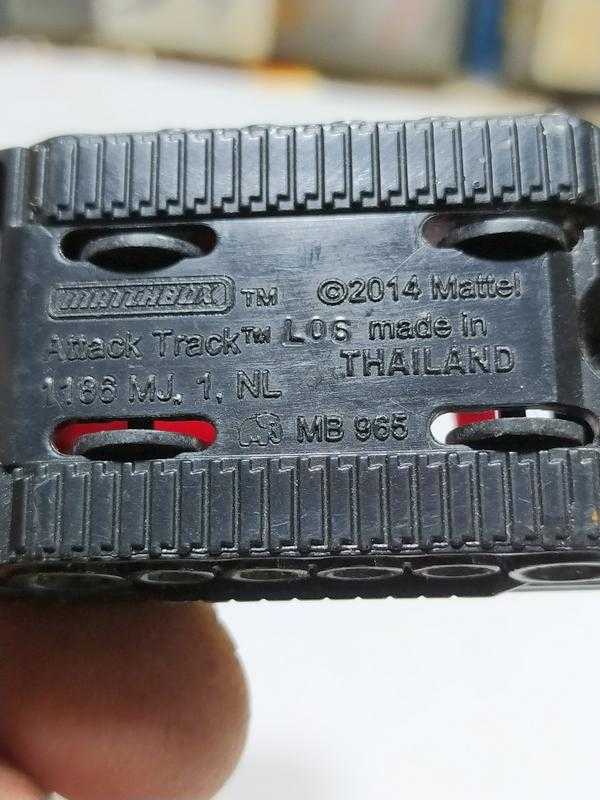 MATCHBOX TM ©2014 Mattel
Attack Track™ L06 made in
THAILAND
1186 MJ, 1, NL
MB 965